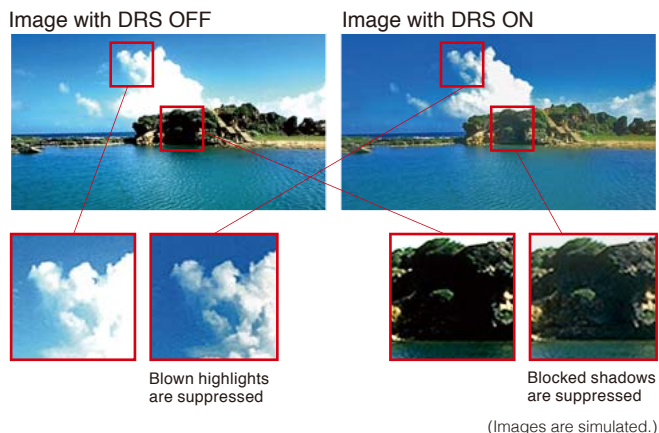 Image with DRS OFF
Image with DRS ON
Blown highlights
are suppressed
Blocked shadows
are suppressed
(Images are simulated.)